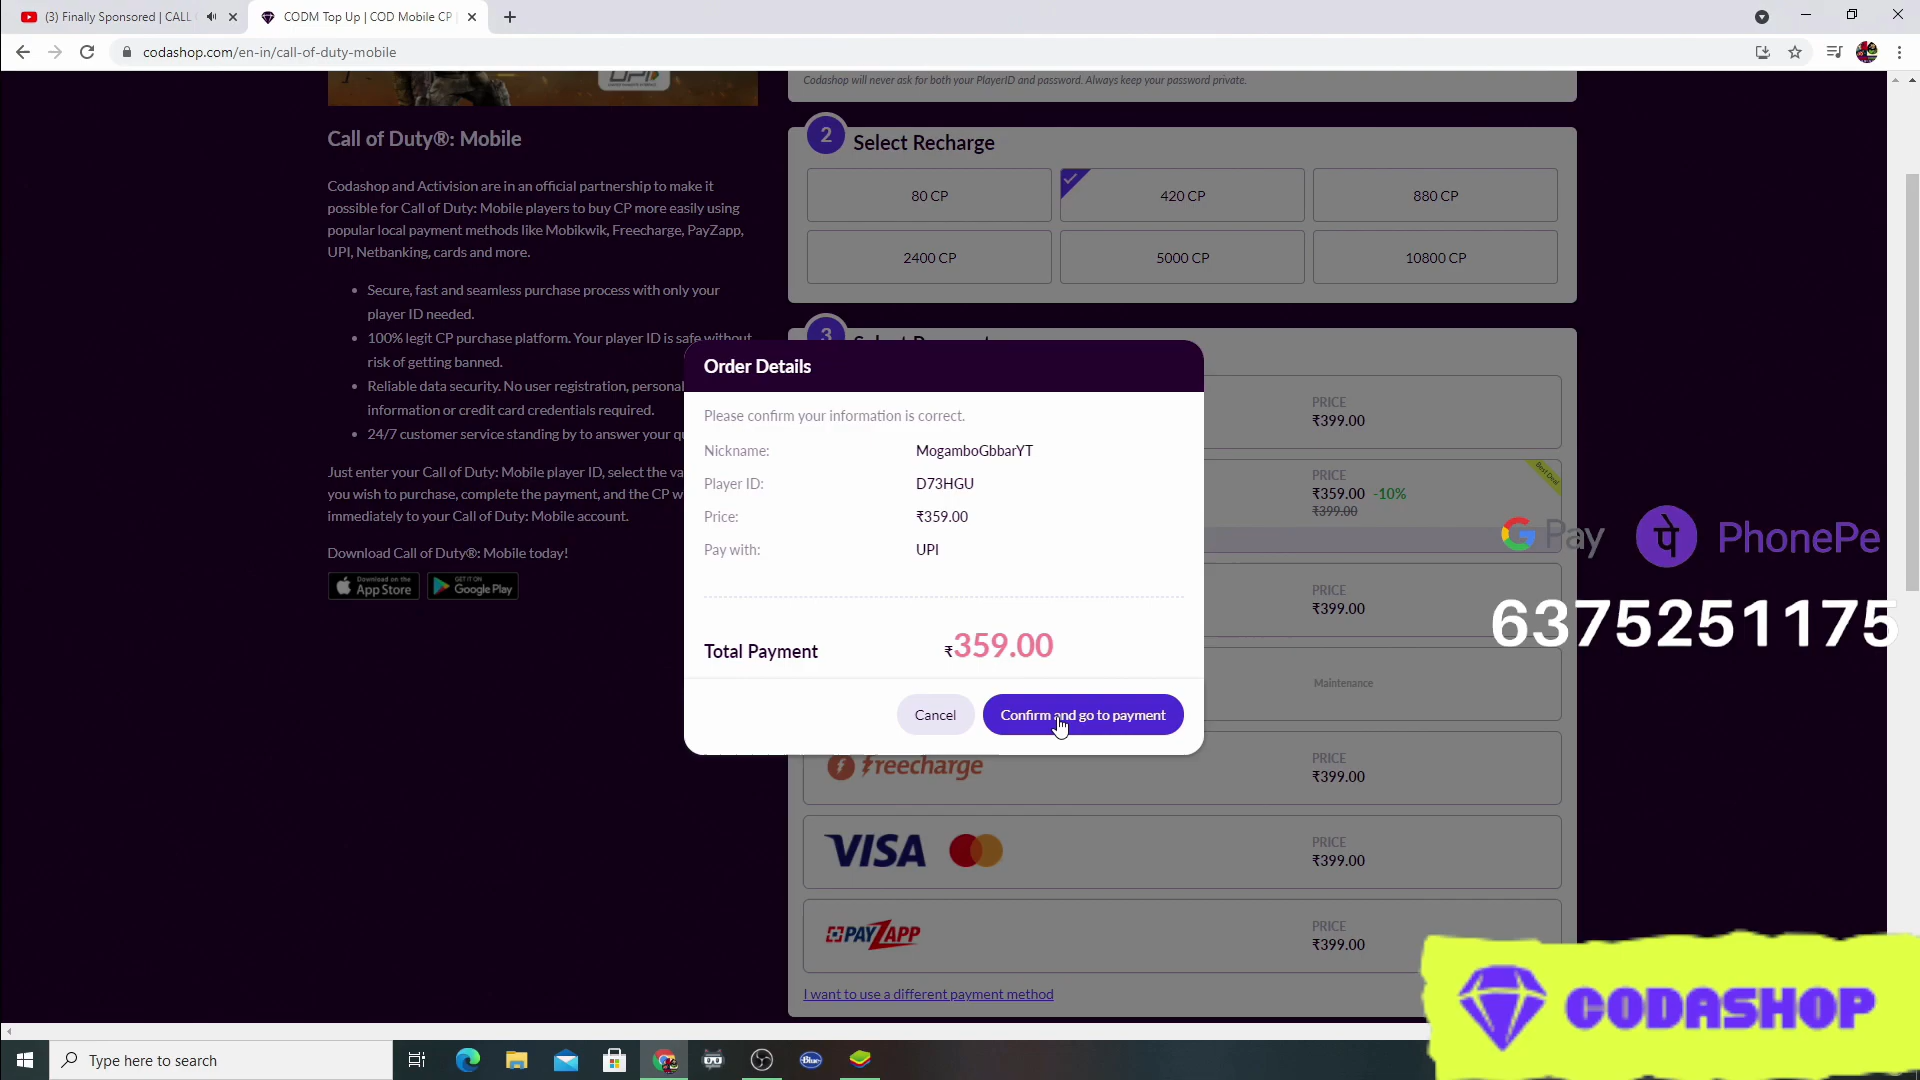 (3) Finally Sponsored | CALL
CODM Top Up | COD Mobile CP
codashop.com/en-in/call-of-duty-mobile
UPI
Call of Duty®: Mobile
Codashop and Activision are in an official partnership to make it
possible for Call of Duty: Mobile players to buy CP more easily using
popular local payment methods like Mobikwik, Freecharge, PayZapp,
UPI, Netbanking, cards and more.
• Secure, fast and seamless purchase process with only your
player ID needed.
• 100% legit CP purchase platform. Your player ID is safe without
risk of getting banned.
• Reliable data security. No user registration, personal
information or credit card credentials required.
• 24/7 customer service standing by to answer your qu
Just enter your Call of Duty: Mobile player ID, select the va
you wish to purchase, complete the payment, and the CP w
immediately to your Call of Duty: Mobile account.
Download Call of Duty®: Mobile today!
Download on the
App Store
GET IT ON
Google Play
Codashop will never ask for both your PlayerID and password. Always keep your password private.
2 Select Recharge
80 CP
420 CP
880 CP
2400 CP
5000 CP
10800 CP
3
Order Details
Please confirm your information is correct.
Nickname: MogamboGbbarYT
Player ID: D73HGU
Price: ₹359.00
Pay with: UPI
Total Payment ₹359.00
Cancel
Confirm and go to payment
PRICE
₹399.00
PRICE
₹359.00 -10%
₹399.00
Best Deal
PRICE
₹399.00
Maintenance
freecharge
PRICE
₹399.00
VISA
PRICE
₹399.00
PAYZAPP
PRICE
₹399.00
I want to use a different payment method
G Pay
PhonePe
6375251175
CODASHOP
Type here to search
Blue